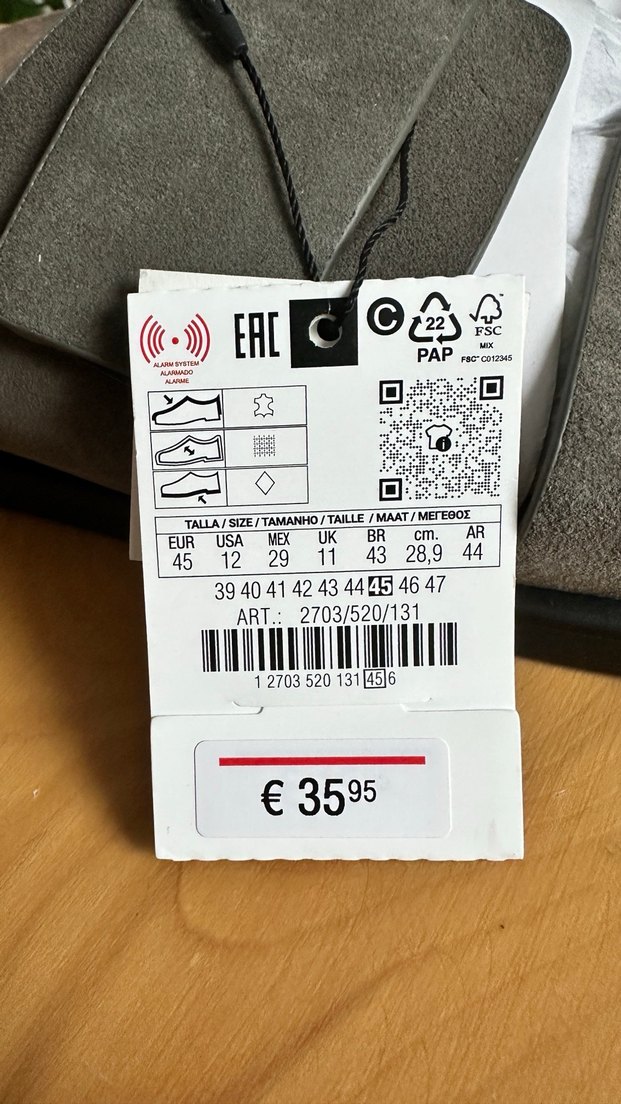 ALARM SYSTEM
ALARMADO
ALARME
EAC
C
22
PAP
FSC
MIX
FSC™ C012345
i
TALLA / SIZE / TAMANHO / TAILLE / MAAT / ΜΕΓΕΘΟΣ
EUR USA MEX UK BR cm. AR
45 12 29 11 43 28,9 44
39 40 41 42 43 44 45 46 47
ART.: 2703/520/131
1 2703 520 131 45 6
€ 35 95